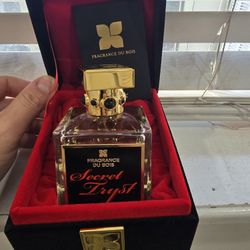 FRAGRANCE DU BOIS
FRAGRANCE
DU BOIS
Secret
Tryst